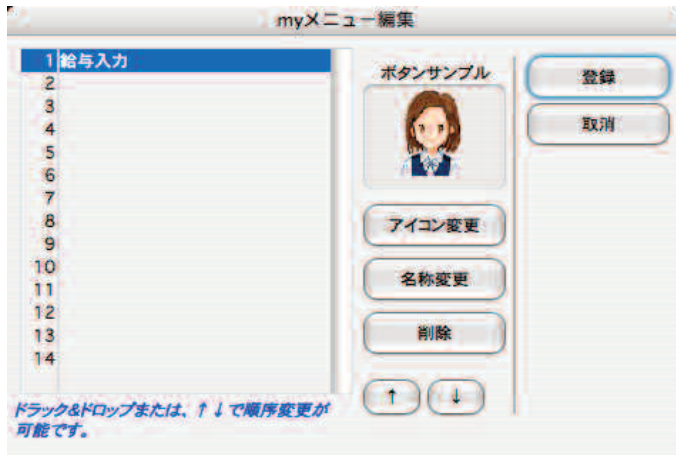 myメニュー編集
1 給与入力
2
3
4
5
6
7
8
9
10
11
12
13
14
ドラック&ドロップまたは、↑↓で順序変更が
可能です。
ボタンサンプル
アイコン変更
名称変更
削除
↑ ↓
登録
取消